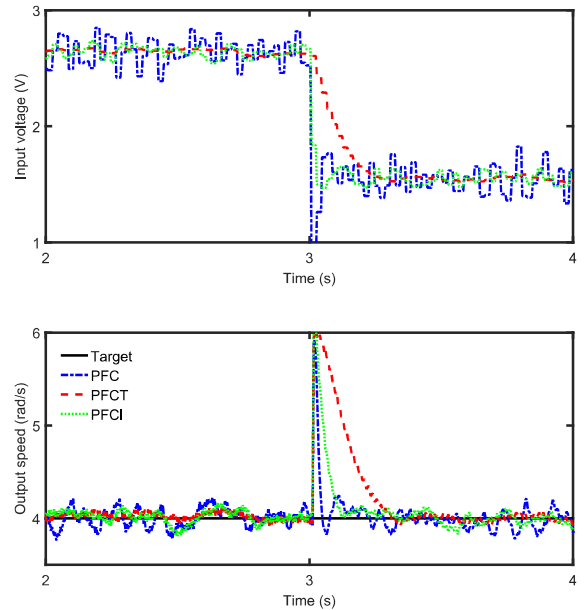 3
2
1
Input voltage (V)
2
3
4
Time (s)
6
5
4
Output speed (rad/s)
Target
PFC
PFCT
PFCI
2
3
4
Time (s)